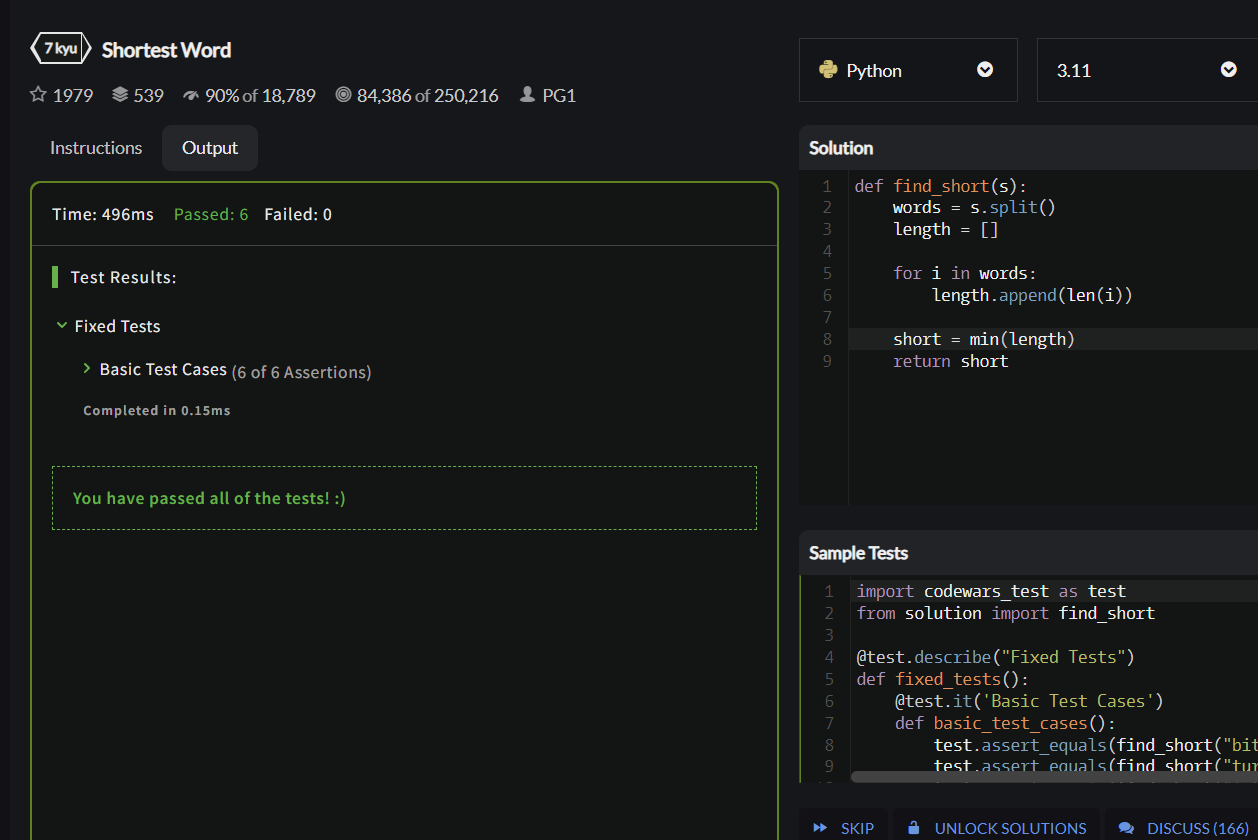 7 kyu Shortest Word
1979 539 90% of 18,789 84,386 of 250,216 PG1
Instructions Output
Time: 496ms Passed: 6 Failed: 0
Test Results:
Fixed Tests
Basic Test Cases (6 of 6 Assertions)
Completed in 0.15ms
You have passed all of the tests! :)
Python 3.11
Solution
1 def find_short(s):
2     words = s.split()
3     length = []
4
5     for i in words:
6         length.append(len(i))
7
8     short = min(length)
9     return short
Sample Tests
1 import codewars_test as test
2 from solution import find_short
3
4 @test.describe("Fixed Tests")
5 def fixed_tests():
6     @test.it('Basic Test Cases')
7     def basic_test_cases():
8         test.assert_equals(find_short("bit
9         test.assert_equals(find_short("tur
SKIP UNLOCK SOLUTIONS DISCUSS (166)